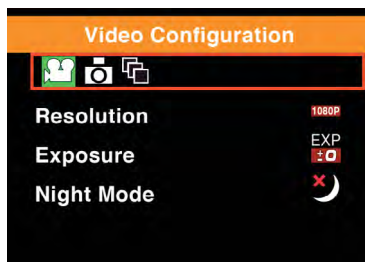 Video Configuration
Resolution 1080P
EXP
Exposure ±0
Night Mode